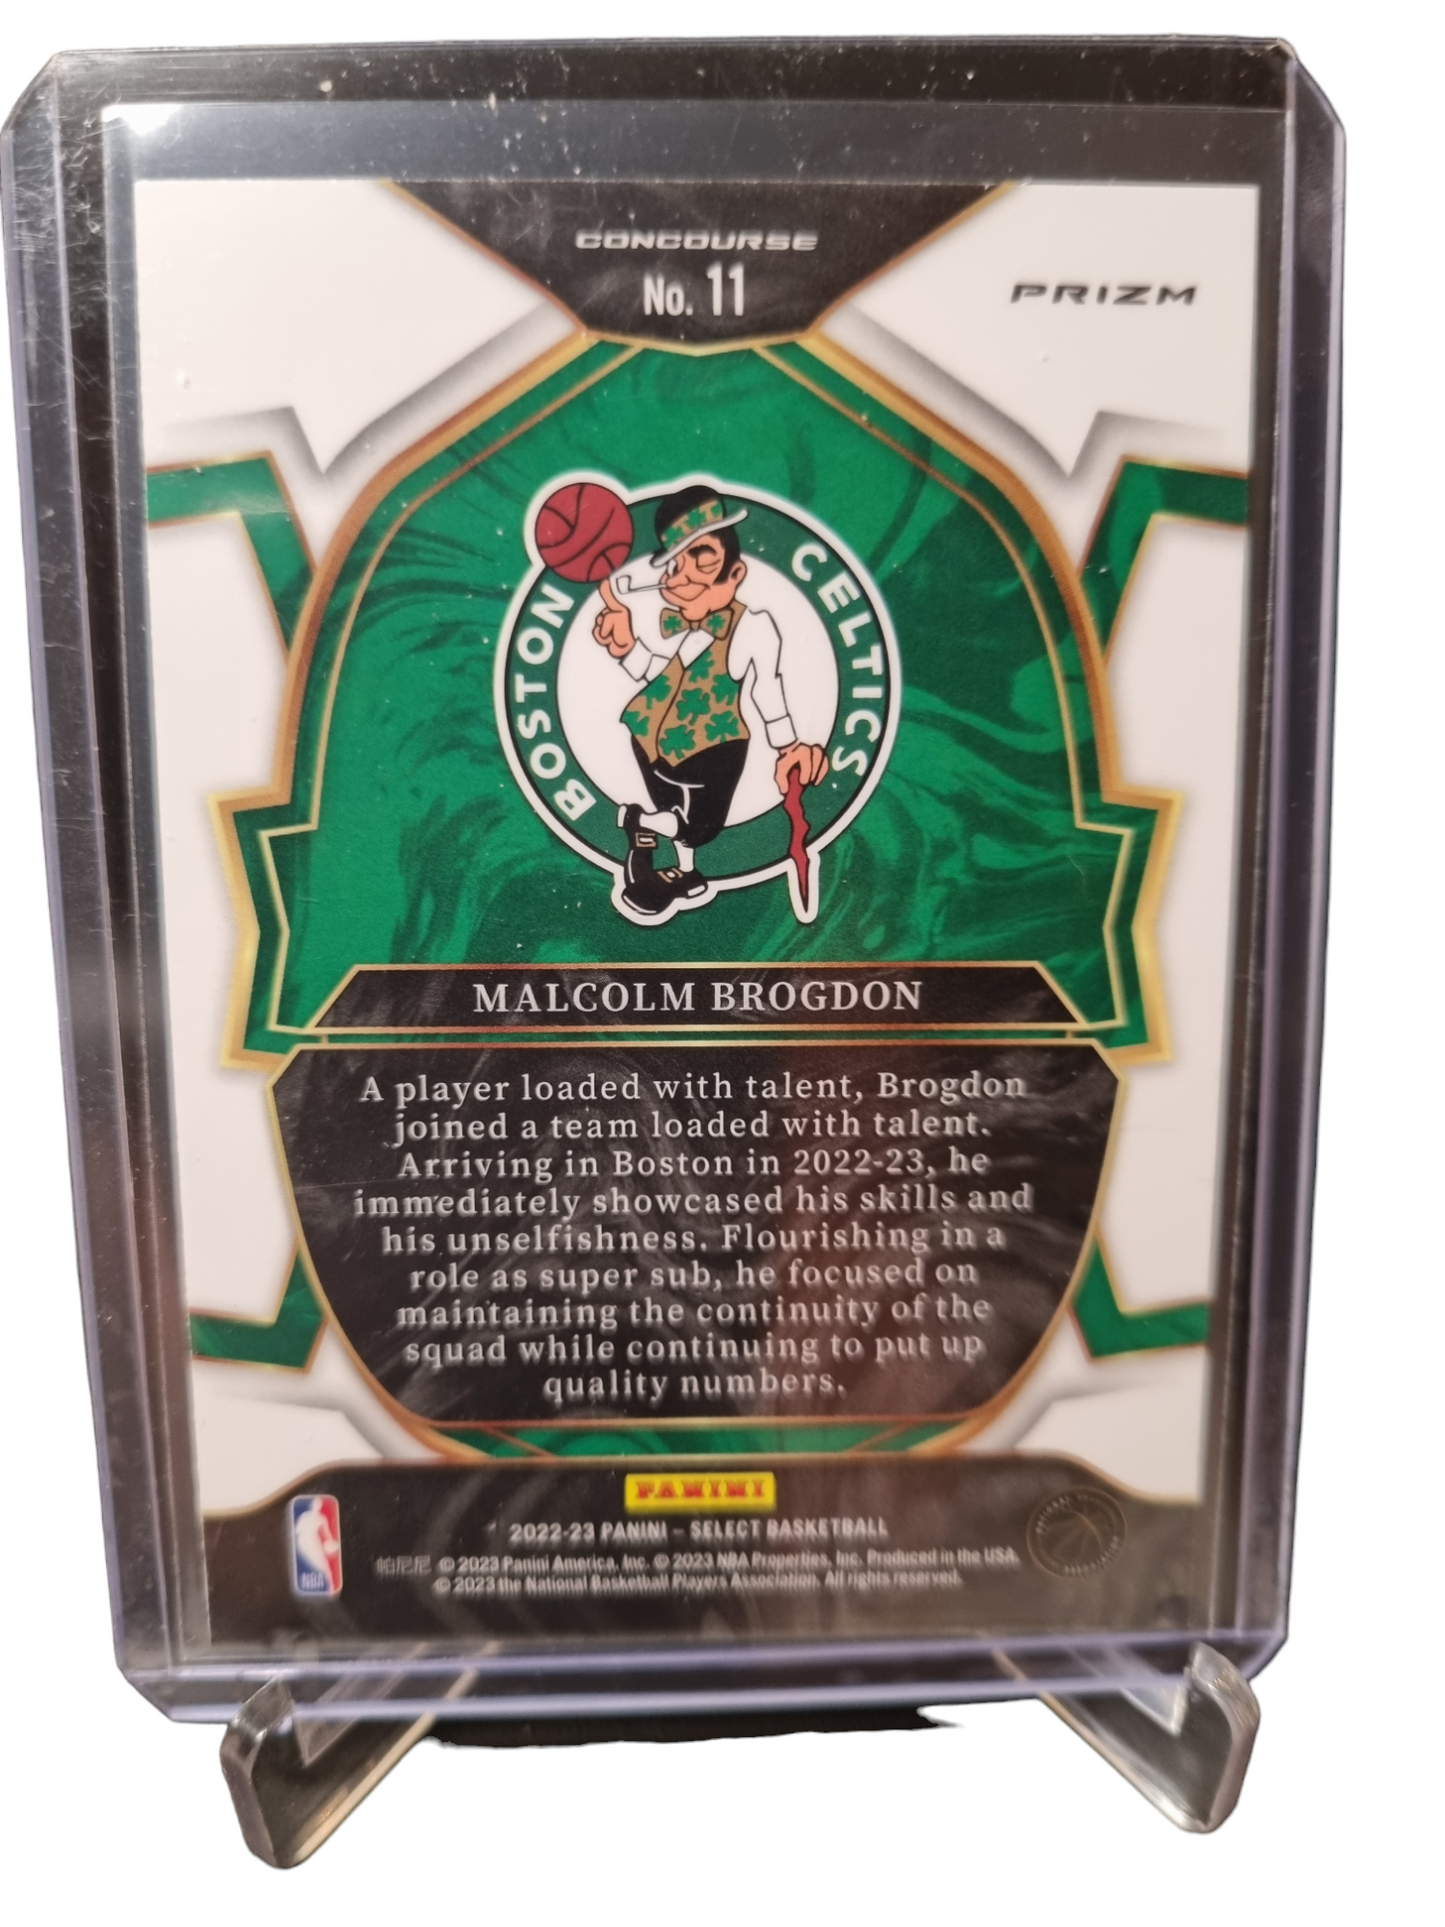 CONCOURSE
No. 11
PRIZM
BOSTON CELTICS
MALCOLM BROGDON
A player loaded with talent, Brogdon
joined a team loaded with talent.
Arriving in Boston in 2022-23, he
immediately showcased his skills and
his unselfishness. Flourishing in a
role as super sub, he focused on
maintaining the continuity of the
squad while continuing to put up
quality numbers.
PANINI
2022-23 PANINI – SELECT BASKETBALL
帕尼尼 © 2023 Panini America, Inc. © 2023 NBA Properties, Inc. Produced in the USA.
© 2023 the National Basketball Players Association. All rights reserved.
NBA